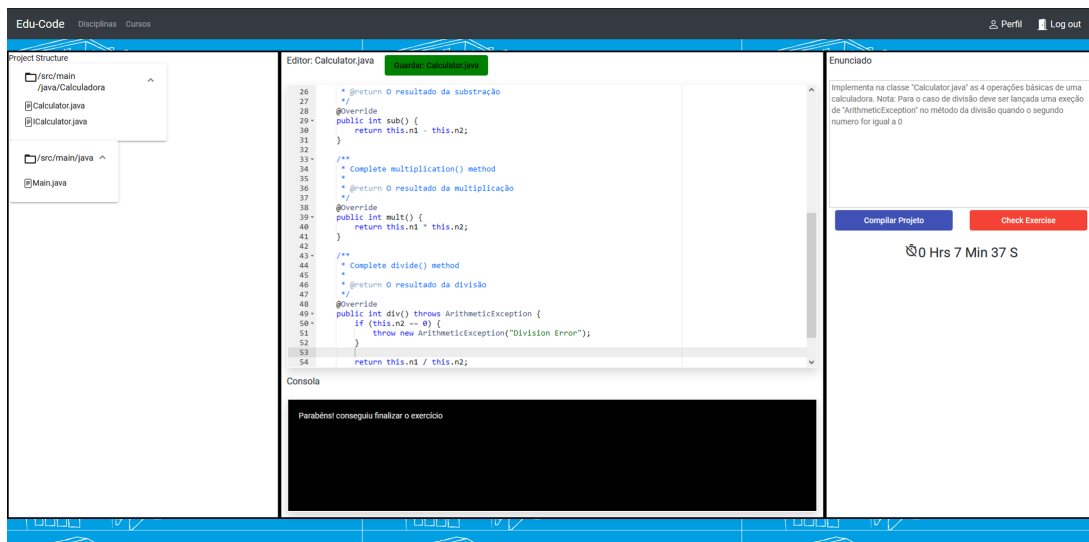 Edu-Code Disciplinas Cursos Perfil Log out
Project Structure
/src/main
/java/Calculadora
Calculator.java
ICalculator.java
/src/main/java
Main.java
Editor: Calculator.java Guardar: Calculator.java
26 * @return O resultado da substração
27 */
28 @Override
29 public int sub() {
30 return this.n1 - this.n2;
31 }
32
33 /**
34 * Complete multiplication() method
35 *
36 * @return O resultado da multiplicação
37 */
38 @Override
39 public int mult() {
40 return this.n1 * this.n2;
41 }
42
43 /**
44 * Complete divide() method
45 *
46 * @return O resultado da divisão
47 */
48 @Override
49 public int div() throws ArithmeticException {
50 if (this.n2 == 0) {
51 throw new ArithmeticException("Division Error");
52 }
53
54 return this.n1 / this.n2;
Consola
Parabéns! conseguiu finalizar o exercício
Enunciado
Implementa na classe "Calculator.java" as 4 operações básicas de uma
calculadora. Nota: Para o caso de divisão deve ser lançada uma exeção
de "ArithmeticException" no método da divisão quando o segundo
numero for igual a 0
Compilar Projeto Check Exercise
0 Hrs 7 Min 37 S